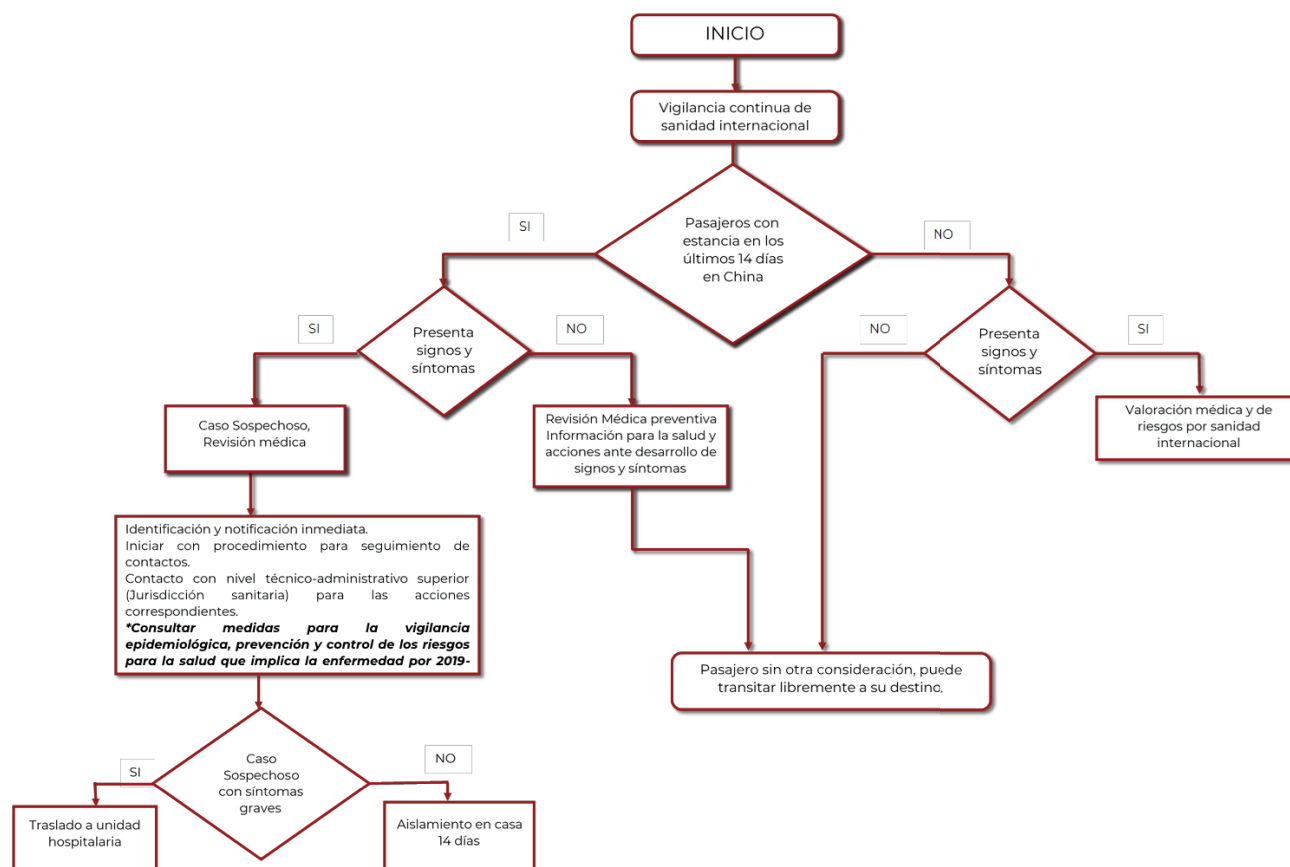 INICIO
Vigilancia continua de
sanidad internacional
Pasajeros con
estancia en los
últimos 14 días
en China
SI
NO
Presenta
signos y
síntomas
SI
NO
Presenta
signos y
síntomas
NO
SI
Caso Sospechoso,
Revisión médica
Revisión Médica preventiva
Información para la salud y
acciones ante desarrollo de
signos y síntomas
Valoración médica y de
riesgos por sanidad
internacional
Identificación y notificación inmediata.
Iniciar con procedimiento para seguimiento de
contactos.
Contacto con nivel técnico-administrativo superior
(Jurisdicción sanitaria) para las acciones
correspondientes.
*Consultar medidas para la vigilancia
epidemiológica, prevención y control de los riesgos
para la salud que implica la enfermedad por 2019-
Pasajero sin otra consideración, puede
transitar libremente a su destino.
Caso
Sospechoso
con síntomas
graves
SI
NO
Traslado a unidad
hospitalaria
Aislamiento en casa
14 días